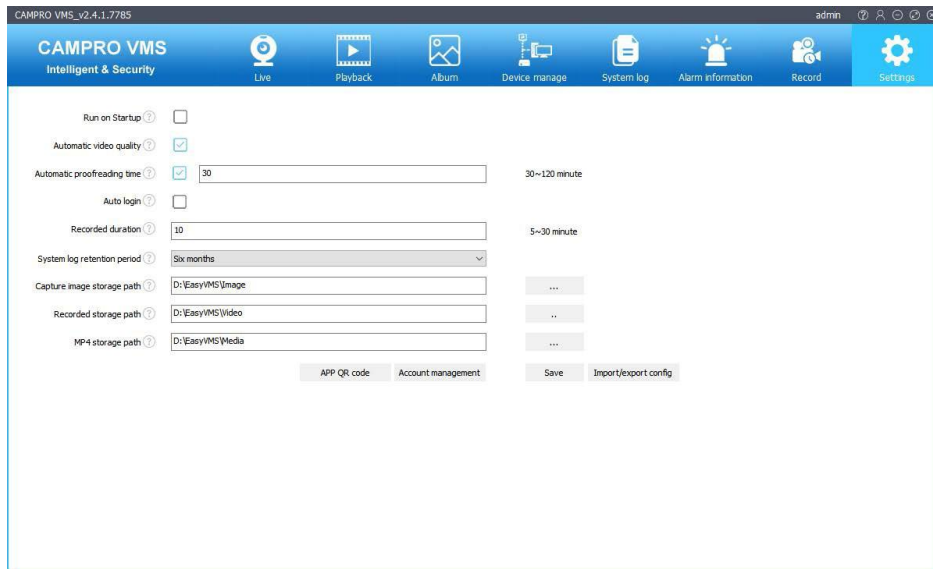 CAMPRO VMS_v2.4.1.7785 admin
CAMPRO VMS
Intelligent & Security
Live Playback Album Device manage System log Alarm information Record Settings
Run on Startup ?
Automatic video quality ?
Automatic proofreading time ? 30 30~120 minute
Auto login ?
Recorded duration ? 10 5~30 minute
System log retention period ? Six months
Capture image storage path ? D:\EasyVMS\Image ...
Recorded storage path ? D:\EasyVMS\Video ..
MP4 storage path ? D:\EasyVMS\Media ...
APP QR code Account management Save Import/export config